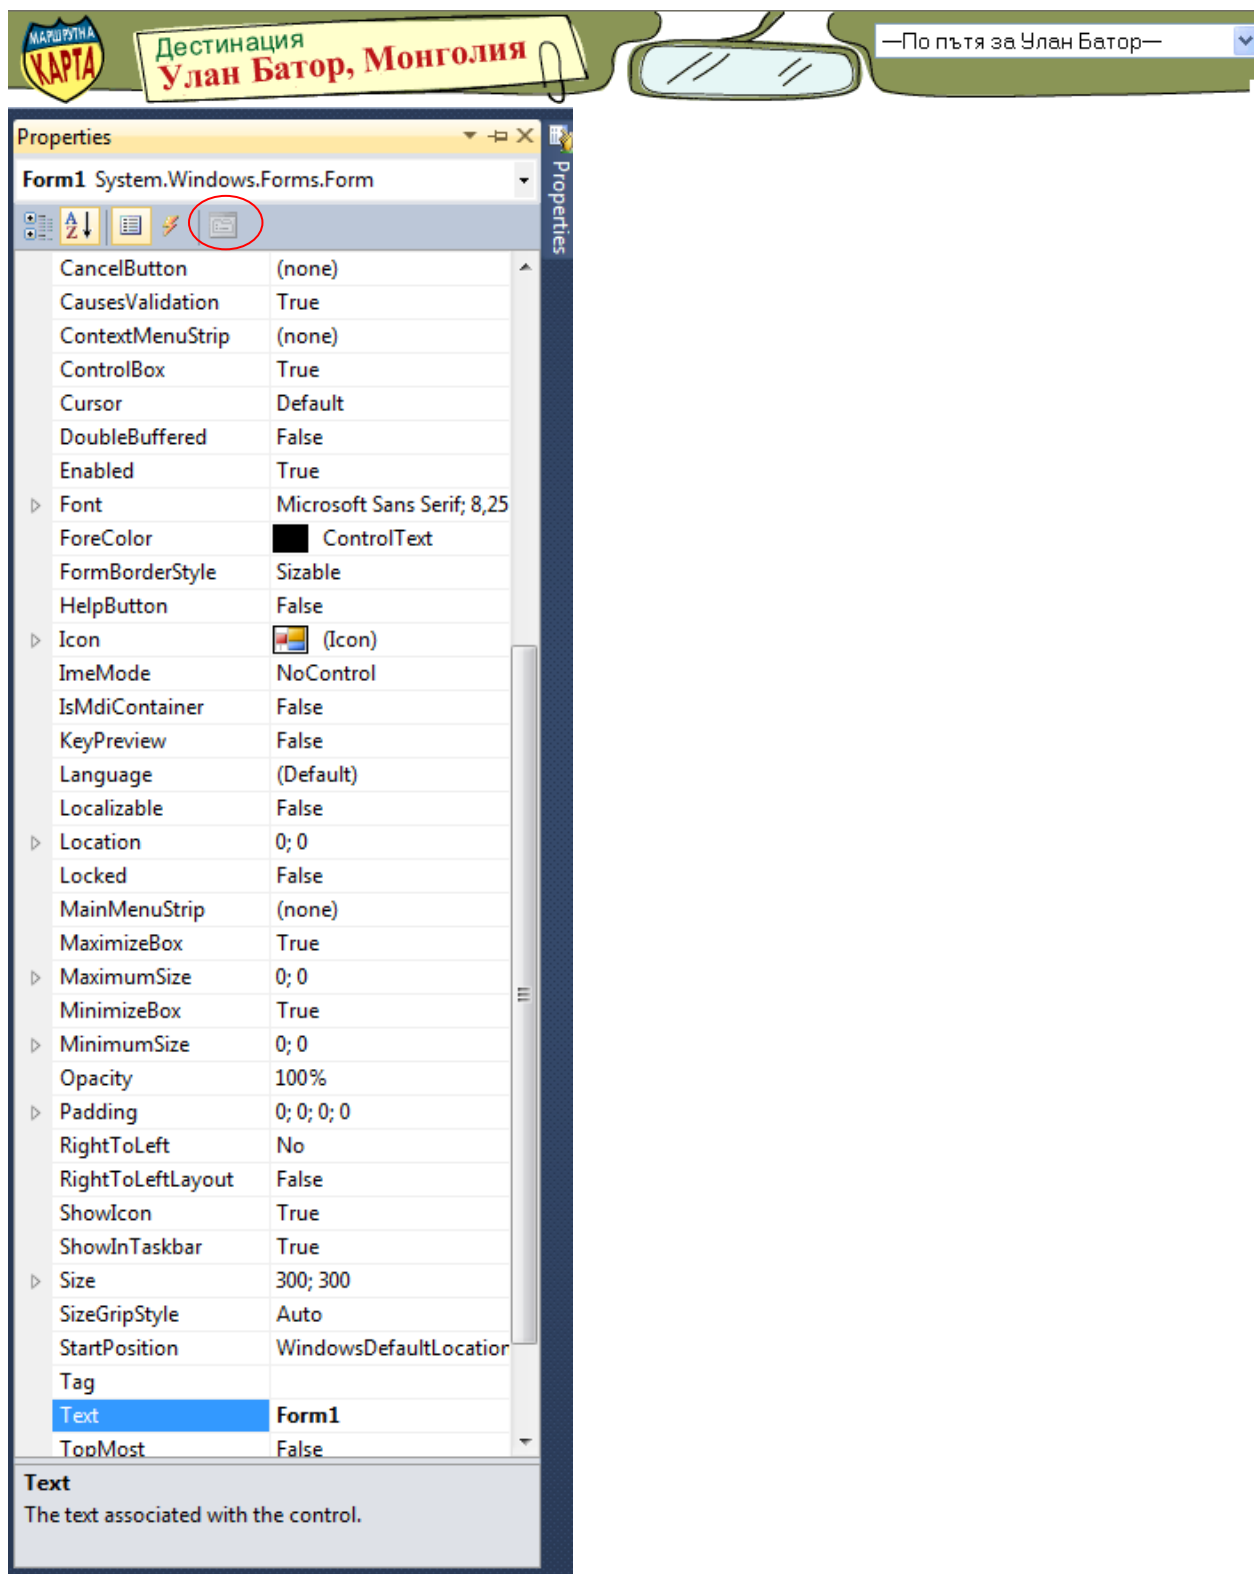 МАРШРУТНА
КАРТА
Дестинация
Улан Батор, Монголия
—По пътя за Улан Батор—
Properties
Properties
Form1 System.Windows.Forms.Form
CancelButton (none)
CausesValidation True
ContextMenuStrip (none)
ControlBox True
Cursor Default
DoubleBuffered False
Enabled True
Font Microsoft Sans Serif; 8,25
ForeColor ControlText
FormBorderStyle Sizable
HelpButton False
Icon (Icon)
ImeMode NoControl
IsMdiContainer False
KeyPreview False
Language (Default)
Localizable False
Location 0; 0
Locked False
MainMenuStrip (none)
MaximizeBox True
MaximumSize 0; 0
MinimizeBox True
MinimumSize 0; 0
Opacity 100%
Padding 0; 0; 0; 0
RightToLeft No
RightToLeftLayout False
ShowIcon True
ShowInTaskbar True
Size 300; 300
SizeGripStyle Auto
StartPosition WindowsDefaultLocation
Tag
Text Form1
TopMost False
Text
The text associated with the control.